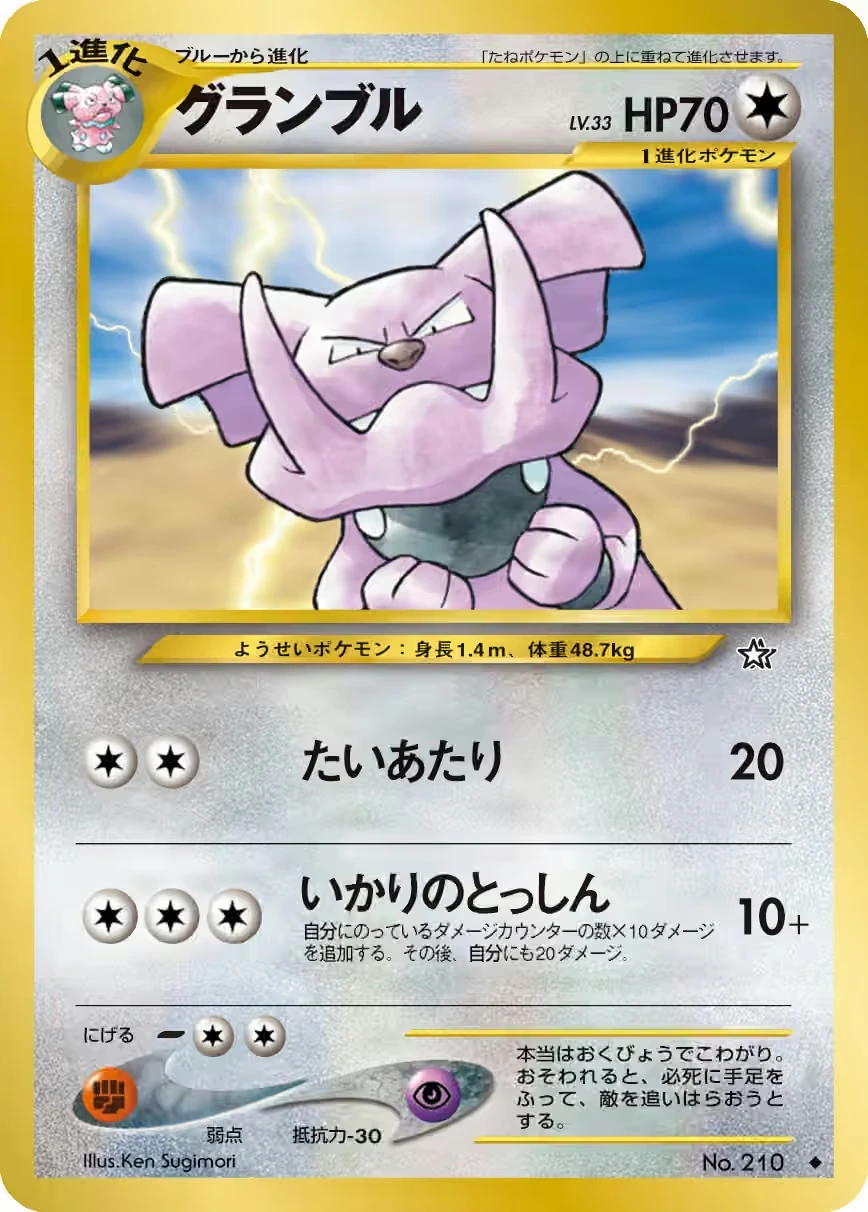 1進化
ブルーから進化
「たねポケモン」の上に重ねて進化させます。
グランブル
LV.33 HP70
1進化ポケモン
ようせいポケモン：身長1.4m、体重48.7kg
たいあたり 20
いかりのとっしん 10+
自分にのっているダメージカウンターの数×10ダメージ
を追加する。その後、自分にも20ダメージ。
にげる
弱点
抵抗力-30
本当はおくびょうでこわがり。
おそわれると、必死に手足を
ふって、敵を追いはらおうと
する。
Illus.Ken Sugimori
No. 210